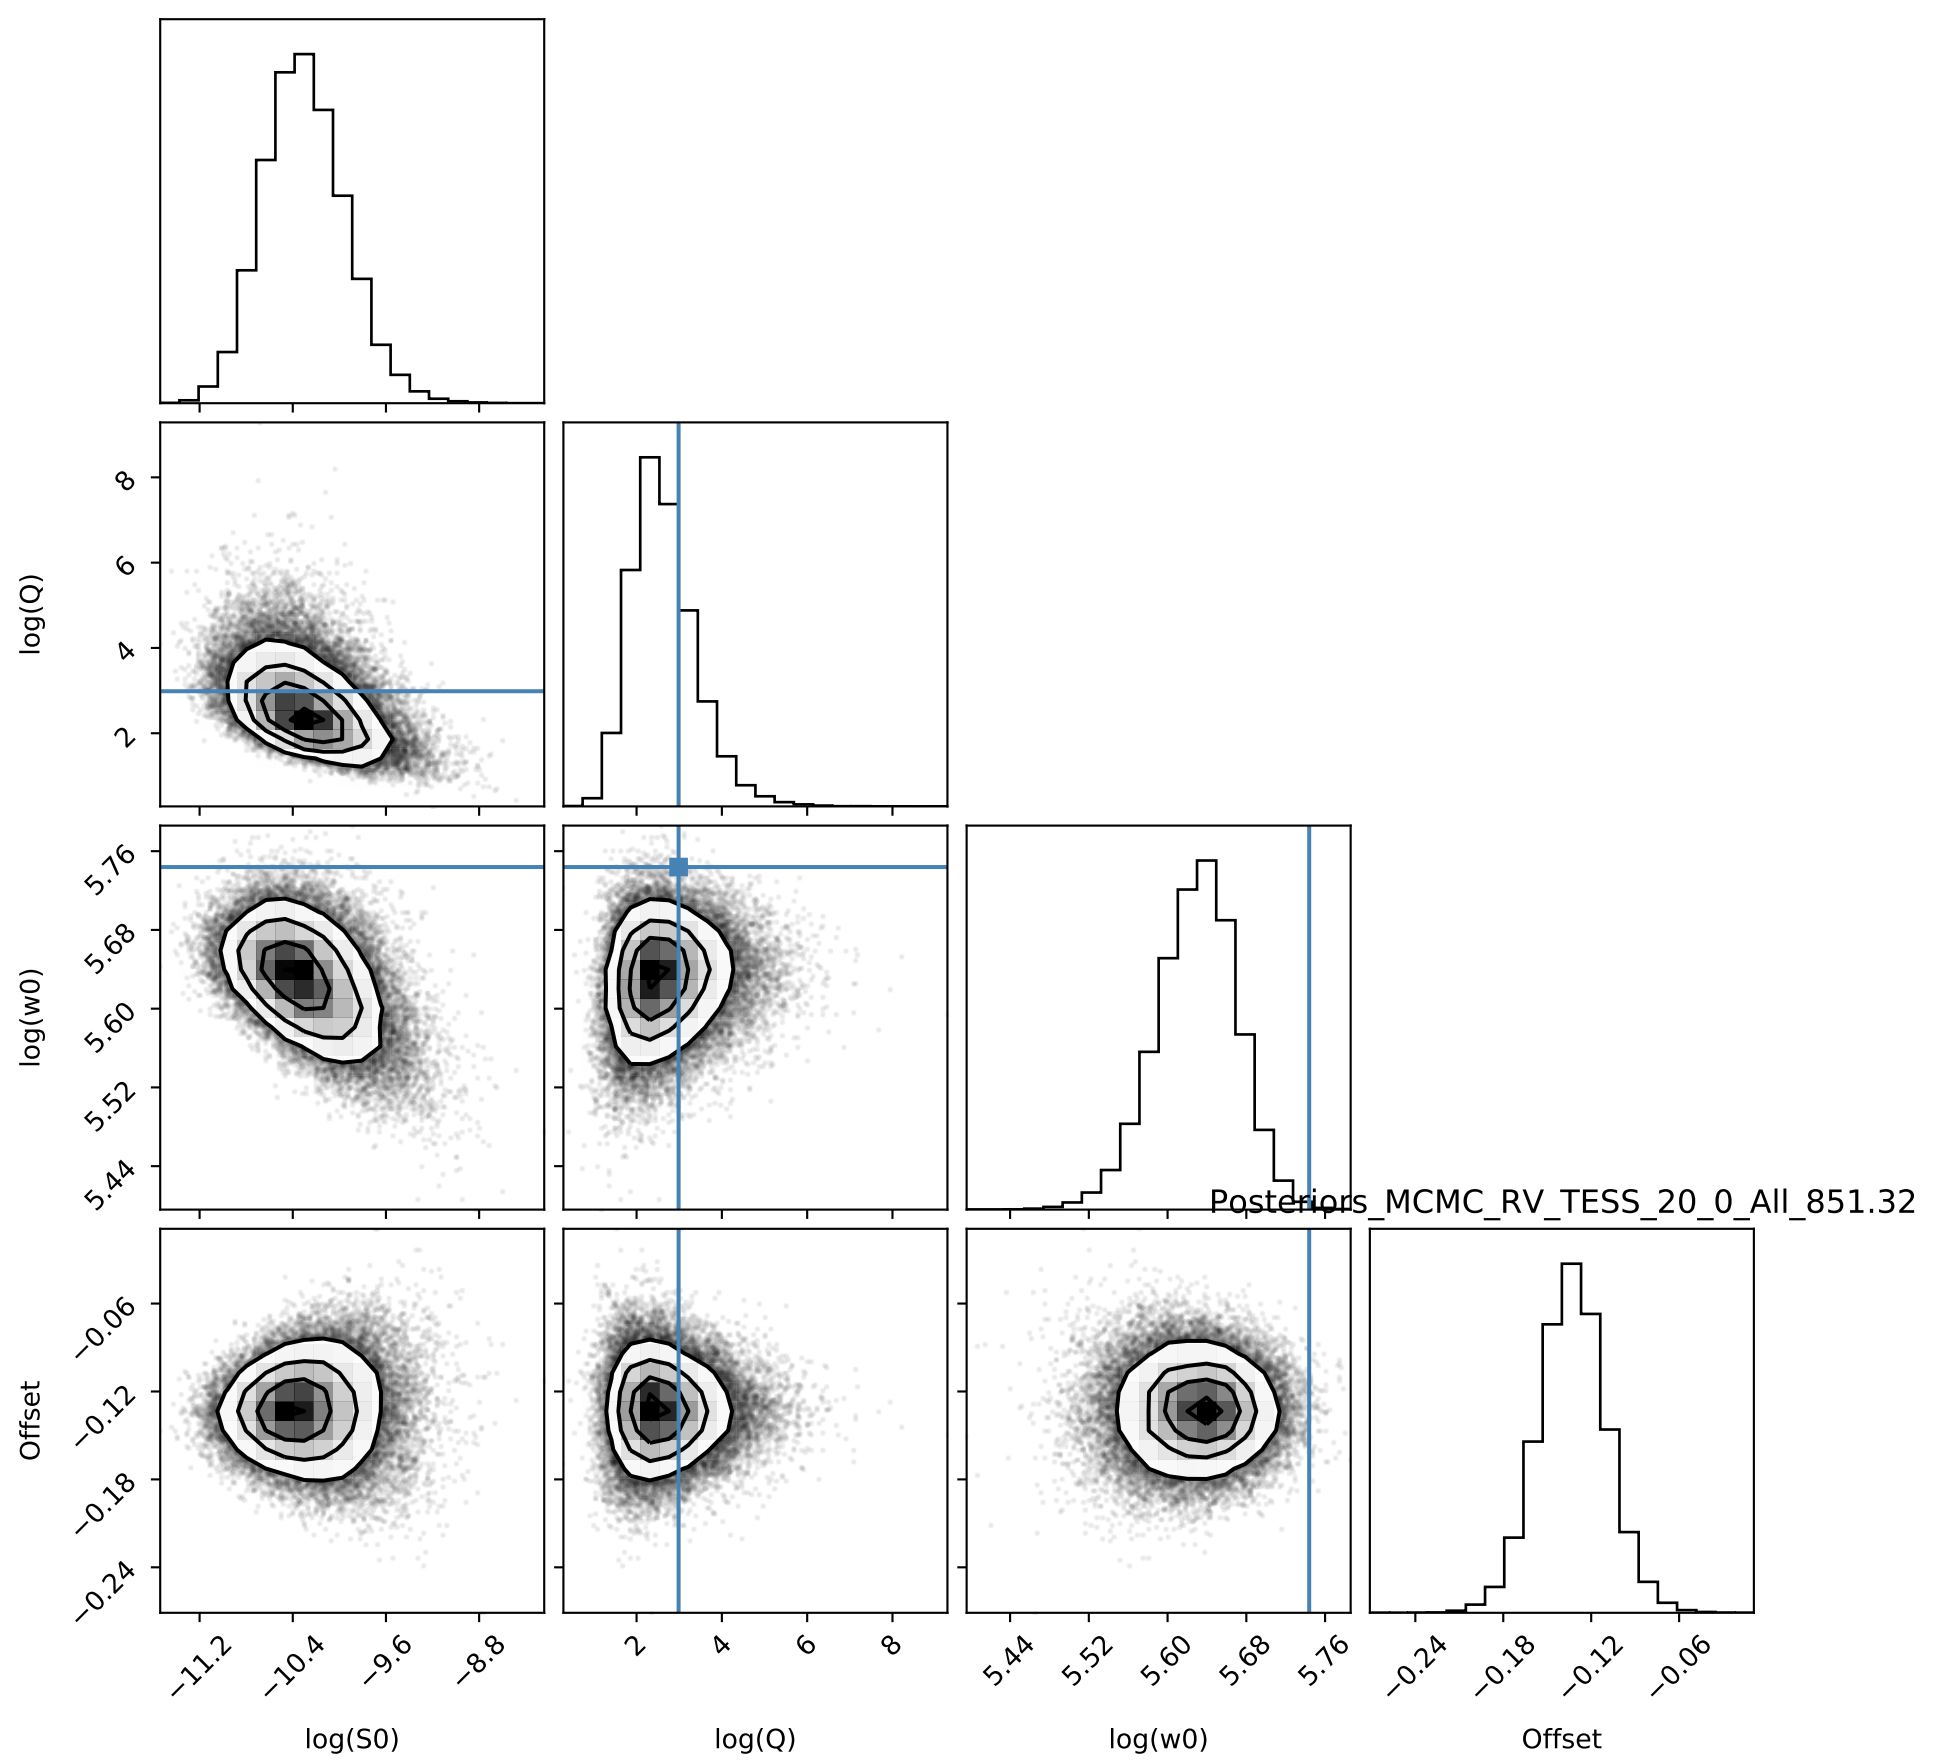 log(Q)
8
6
4
2
log(w0)
5.76
5.68
5.60
5.52
5.44
Posteriors_MCMC_RV_TESS_20_0_All_851.32
Offset
−0.06
−0.12
−0.18
−0.24
−11.2 −10.4 −9.6 −8.8 2 4 6 8 5.44 5.52 5.60 5.68 5.76 −0.24 −0.18 −0.12 −0.06
log(S0) log(Q) log(w0) Offset